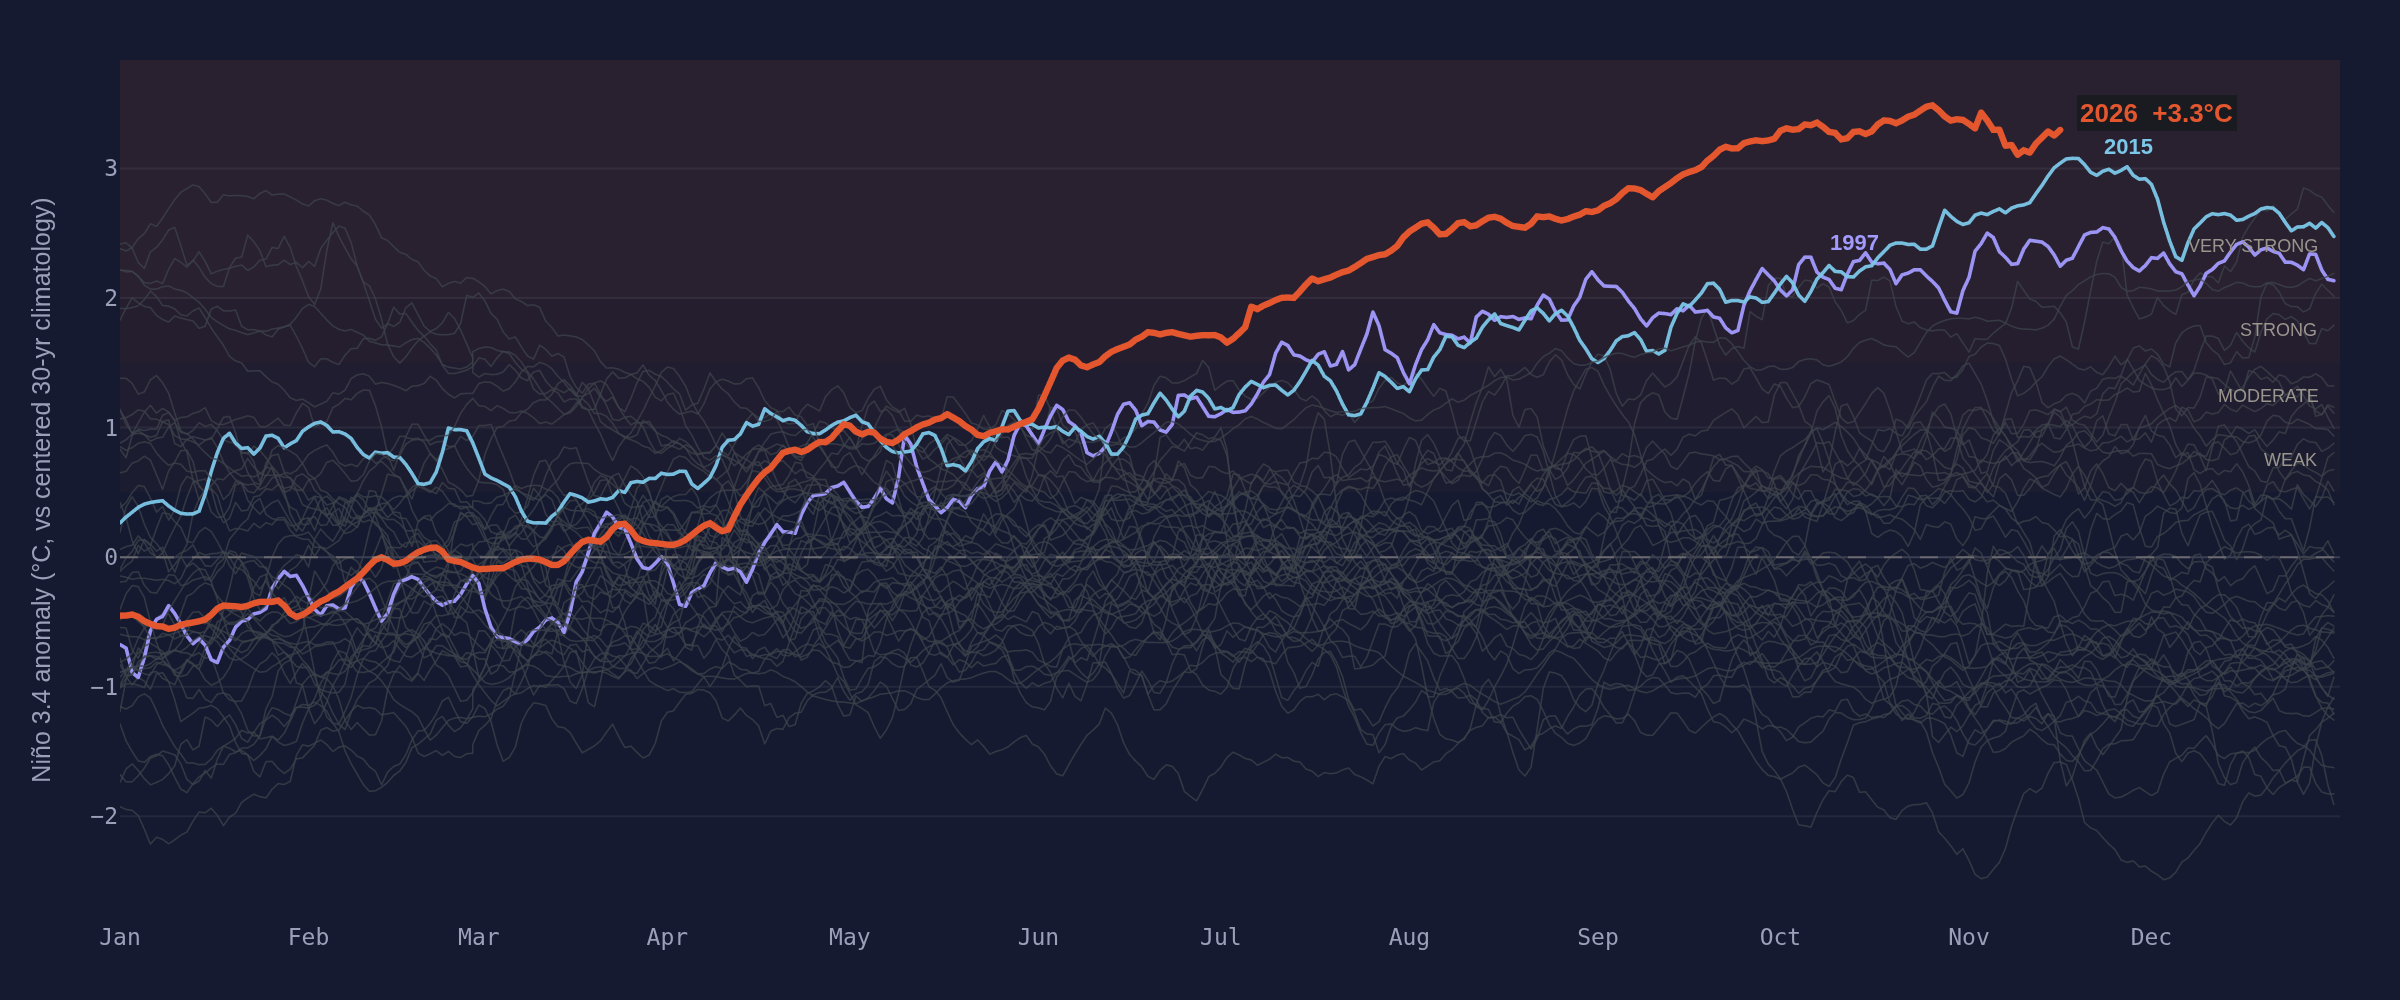 Niño 3.4 anomaly (°C, vs centered 30-yr climatology)
3
2
1
0
−1
−2
2026 +3.3°C
2015
1997
VERY STRONG
STRONG
MODERATE
WEAK
Jan Feb Mar Apr May Jun Jul Aug Sep Oct Nov Dec